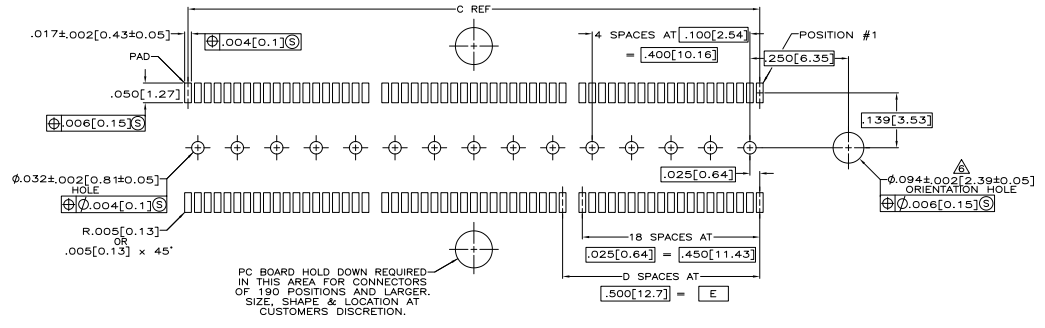 C REF
.017±.002[0.43±0.05]
⌖ .004[0.1]Ⓢ
4 SPACES AT .100[2.54]
= .400[10.16]
POSITION #1
PAD
.250[6.35]
.050[1.27]
⌖ .006[0.15]Ⓢ
.139[3.53]
6
Ø.032±.002[0.81±0.05]
HOLE
⌖ Ø.004[0.1]Ⓢ
.025[0.64]
Ø.094±.002[2.39±0.05]
ORIENTATION HOLE
⌖ Ø.006[0.15]Ⓢ
R.005[0.13]
OR
.005[0.13] x 45°
18 SPACES AT
.025[0.64] = .450[11.43]
D SPACES AT
.500[12.7] = E
PC BOARD HOLD DOWN REQUIRED
IN THIS AREA FOR CONNECTORS
OF 190 POSITIONS AND LARGER.
SIZE, SHAPE & LOCATION AT
CUSTOMERS DISCRETION.